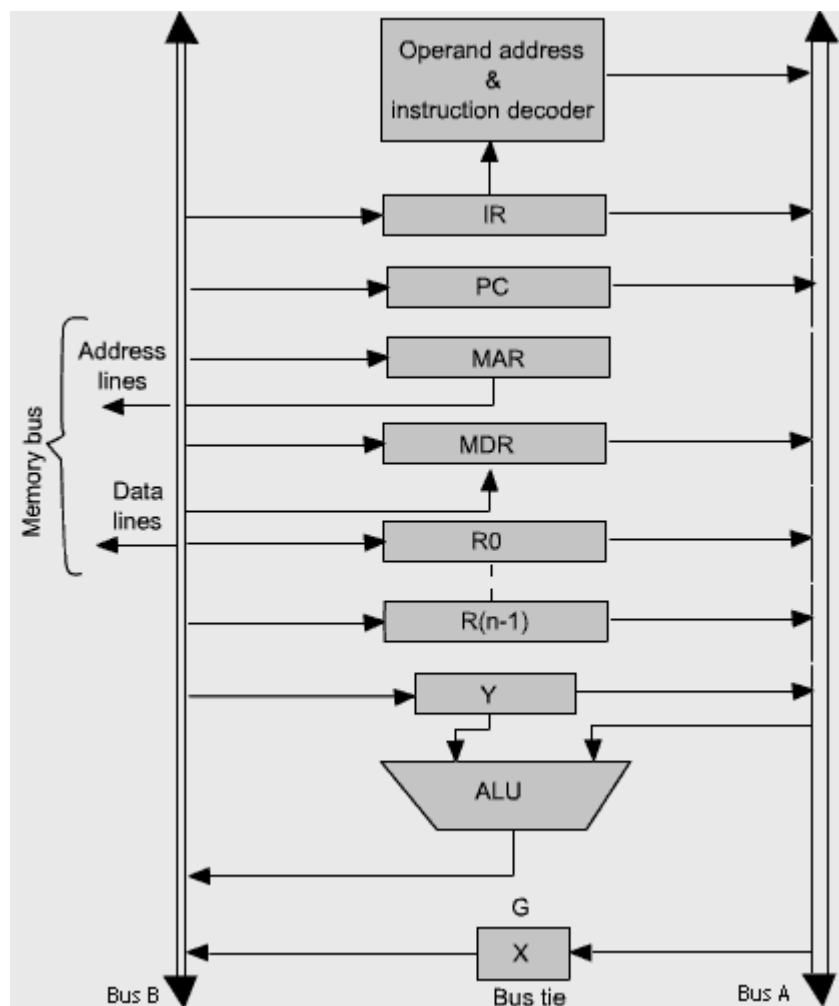 Operand address
&
instruction decoder
IR
PC
Address
lines
MAR
Memory bus
MDR
Data
lines
R0
R(n-1)
Y
ALU
G
X
Bus B
Bus tie
Bus A